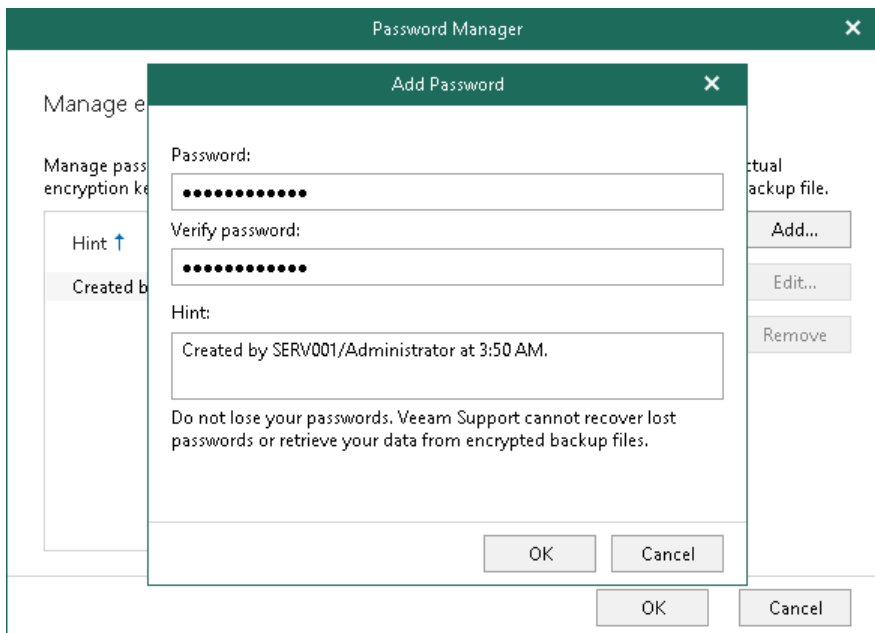 Password Manager
Add Password
Manage e
Manage pass
ctual
encryption ke
ackup file.
Hint
Created b
Add...
Edit...
Remove
Password:
••••••••••••
Verify password:
••••••••••••
Hint:
Created by SERV001/Administrator at 3:50 AM.
Do not lose your passwords. Veeam Support cannot recover lost
passwords or retrieve your data from encrypted backup files.
OK
Cancel
OK
Cancel